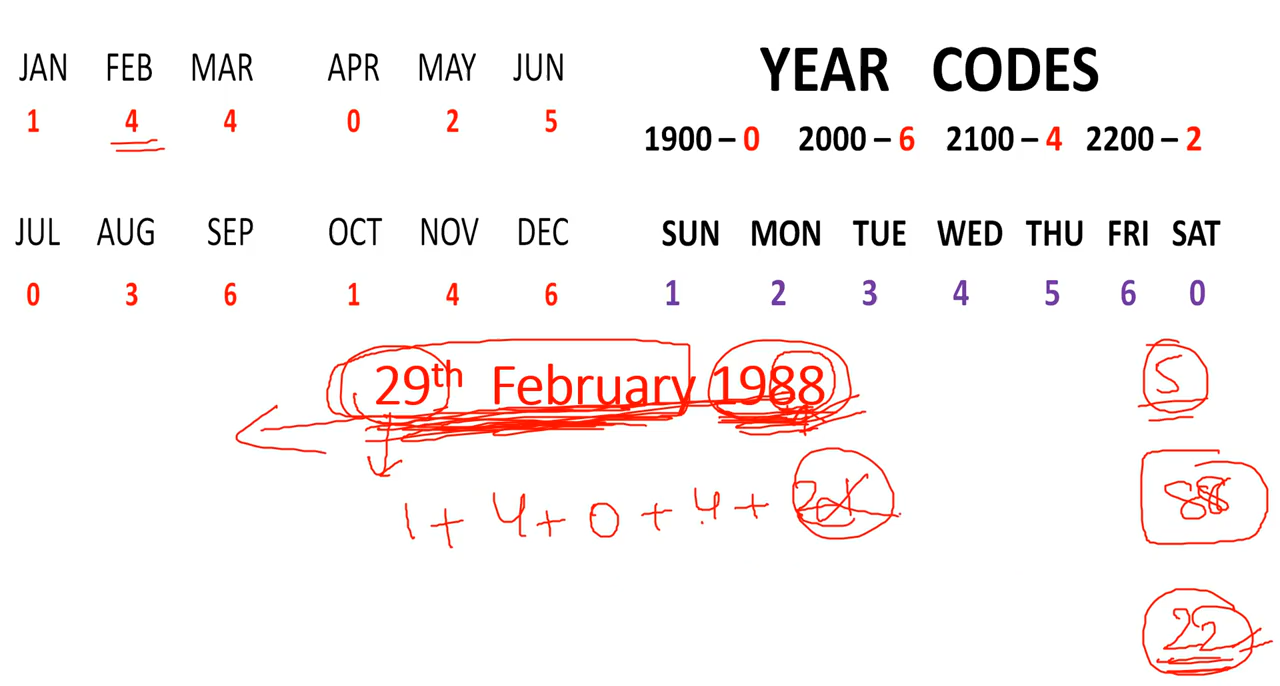 JAN FEB MAR APR MAY JUN
1 4 4 0 2 5
YEAR CODES
1900 – 0 2000 – 6 2100 – 4 2200 – 2
JUL AUG SEP OCT NOV DEC
0 3 6 1 4 6
SUN MON TUE WED THU FRI SAT
1 2 3 4 5 6 0
29th February 1988
5
1 + 4 + 0 + 4 +
88
22